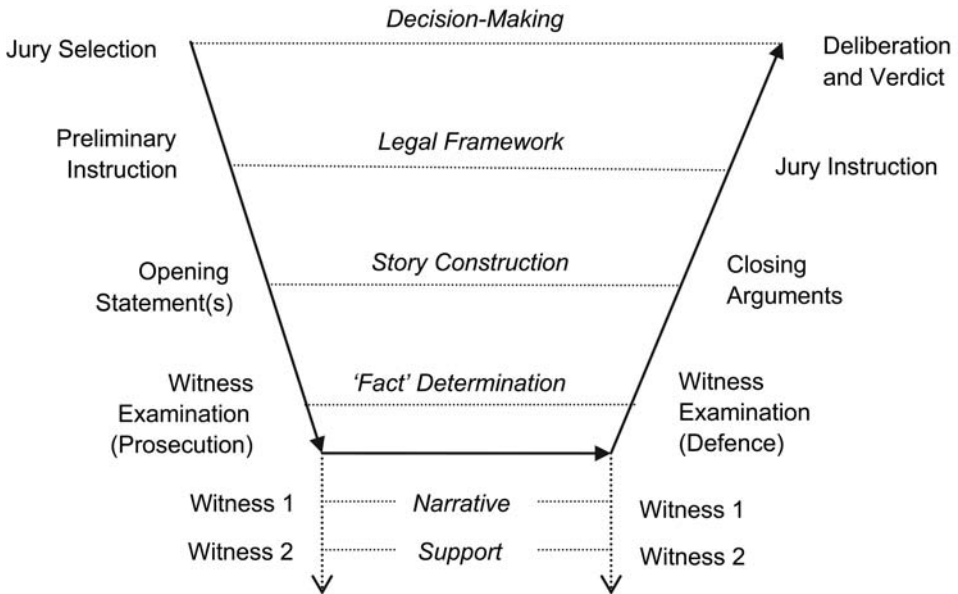 Decision-Making
Jury Selection
Deliberation
and Verdict
Preliminary
Instruction
Legal Framework
Jury Instruction
Opening
Statement(s)
Story Construction
Closing
Arguments
Witness
Examination
(Prosecution)
‘Fact’ Determination
Witness
Examination
(Defence)
Witness 1
Narrative
Witness 1
Witness 2
Support
Witness 2